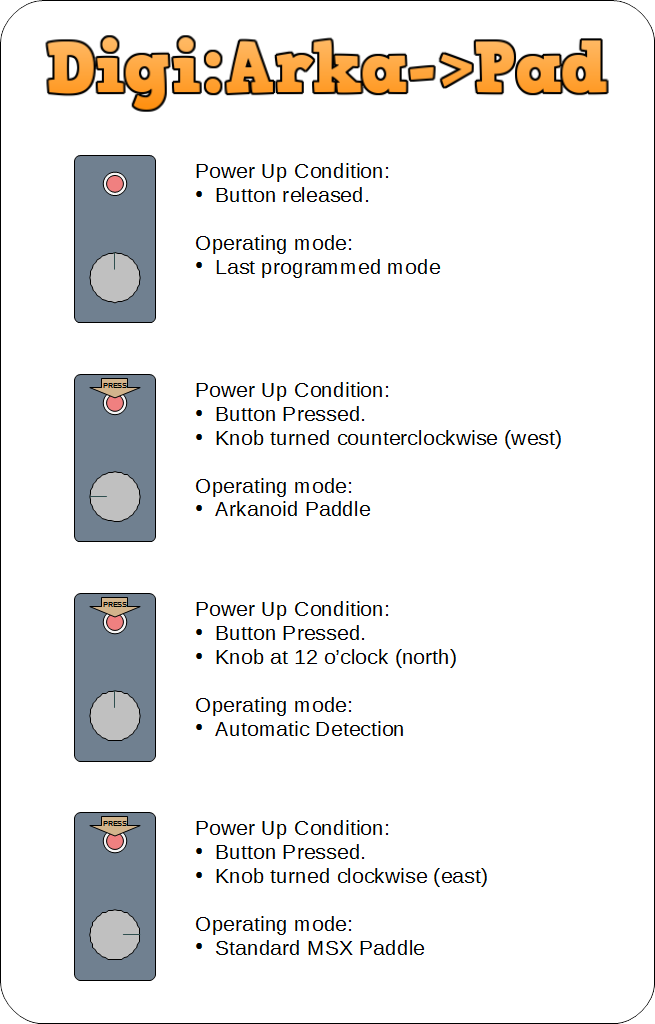 Digi:Arka->Pad
Power Up Condition:
• Button released.
Operating mode:
• Last programmed mode
PRESS
Power Up Condition:
• Button Pressed.
• Knob turned counterclockwise (west)
Operating mode:
• Arkanoid Paddle
PRESS
Power Up Condition:
• Button Pressed.
• Knob at 12 o’clock (north)
Operating mode:
• Automatic Detection
PRESS
Power Up Condition:
• Button Pressed.
• Knob turned clockwise (east)
Operating mode:
• Standard MSX Paddle